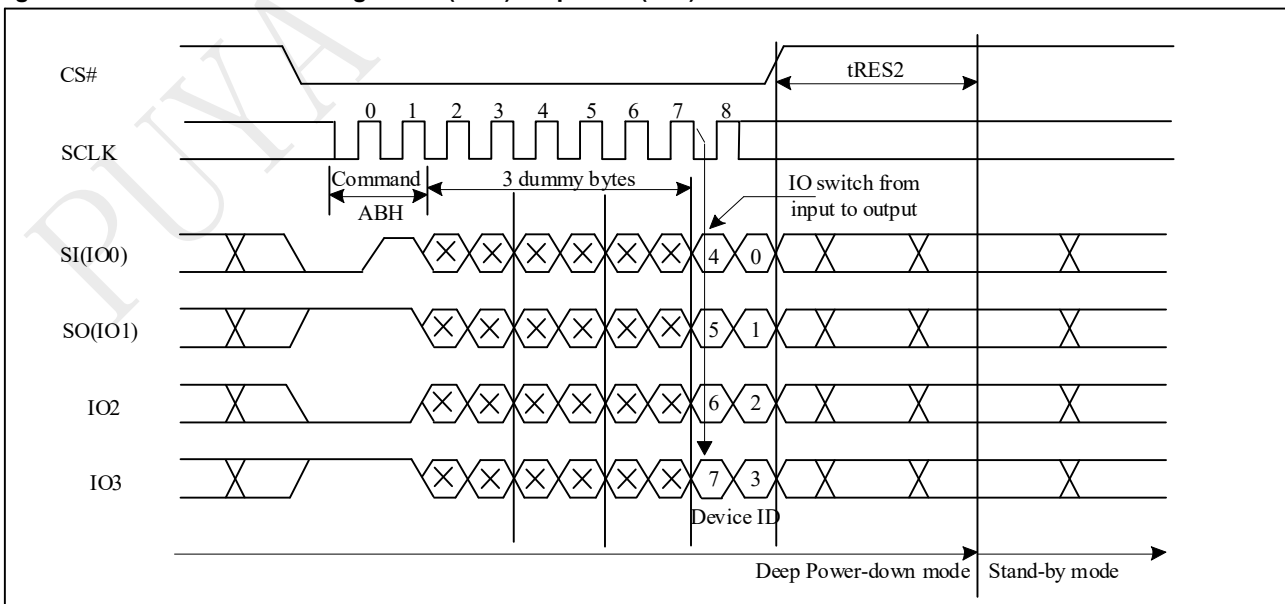 PUYA
CS#
tRES2
0 1 2 3 4 5 6 7 8
SCLK
Command
ABH
3 dummy bytes
IO switch from
input to output
SI(IO0)
4 0
SO(IO1)
5 1
IO2
6 2
IO3
7 3
Device ID
Deep Power-down mode
Stand-by mode